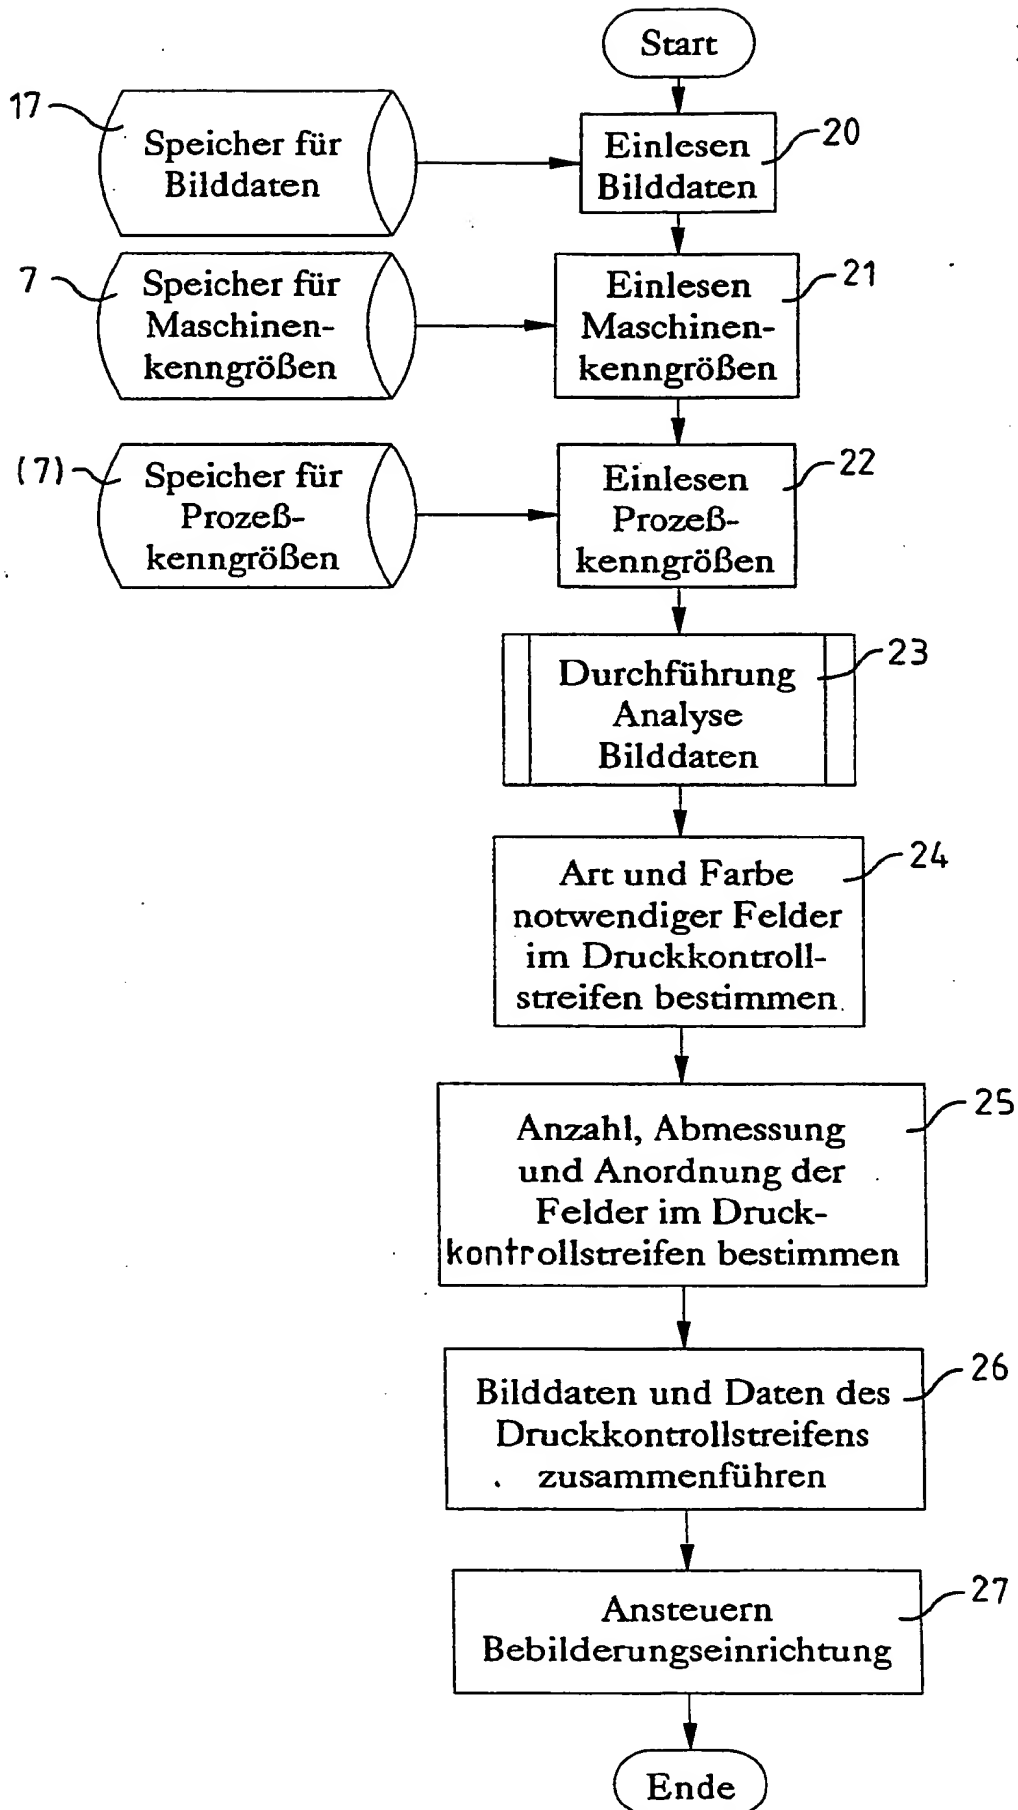 Start
17
Speicher für
Bilddaten
Einlesen
Bilddaten
20
7
Speicher für
Maschinen-
kenngrößen
Einlesen
Maschinen-
kenngrößen
21
(7)
Speicher für
Prozeß-
kenngrößen
Einlesen
Prozeß-
kenngrößen
22
Durchführung
Analyse
Bilddaten
23
Art und Farbe
notwendiger Felder
im Druckkontroll-
streifen bestimmen
24
Anzahl, Abmessung
und Anordnung der
Felder im Druck-
kontrollstreifen bestimmen
25
Bilddaten und Daten des
Druckkontrollstreifens
zusammenführen
26
Ansteuern
Bebilderungseinrichtung
27
Ende